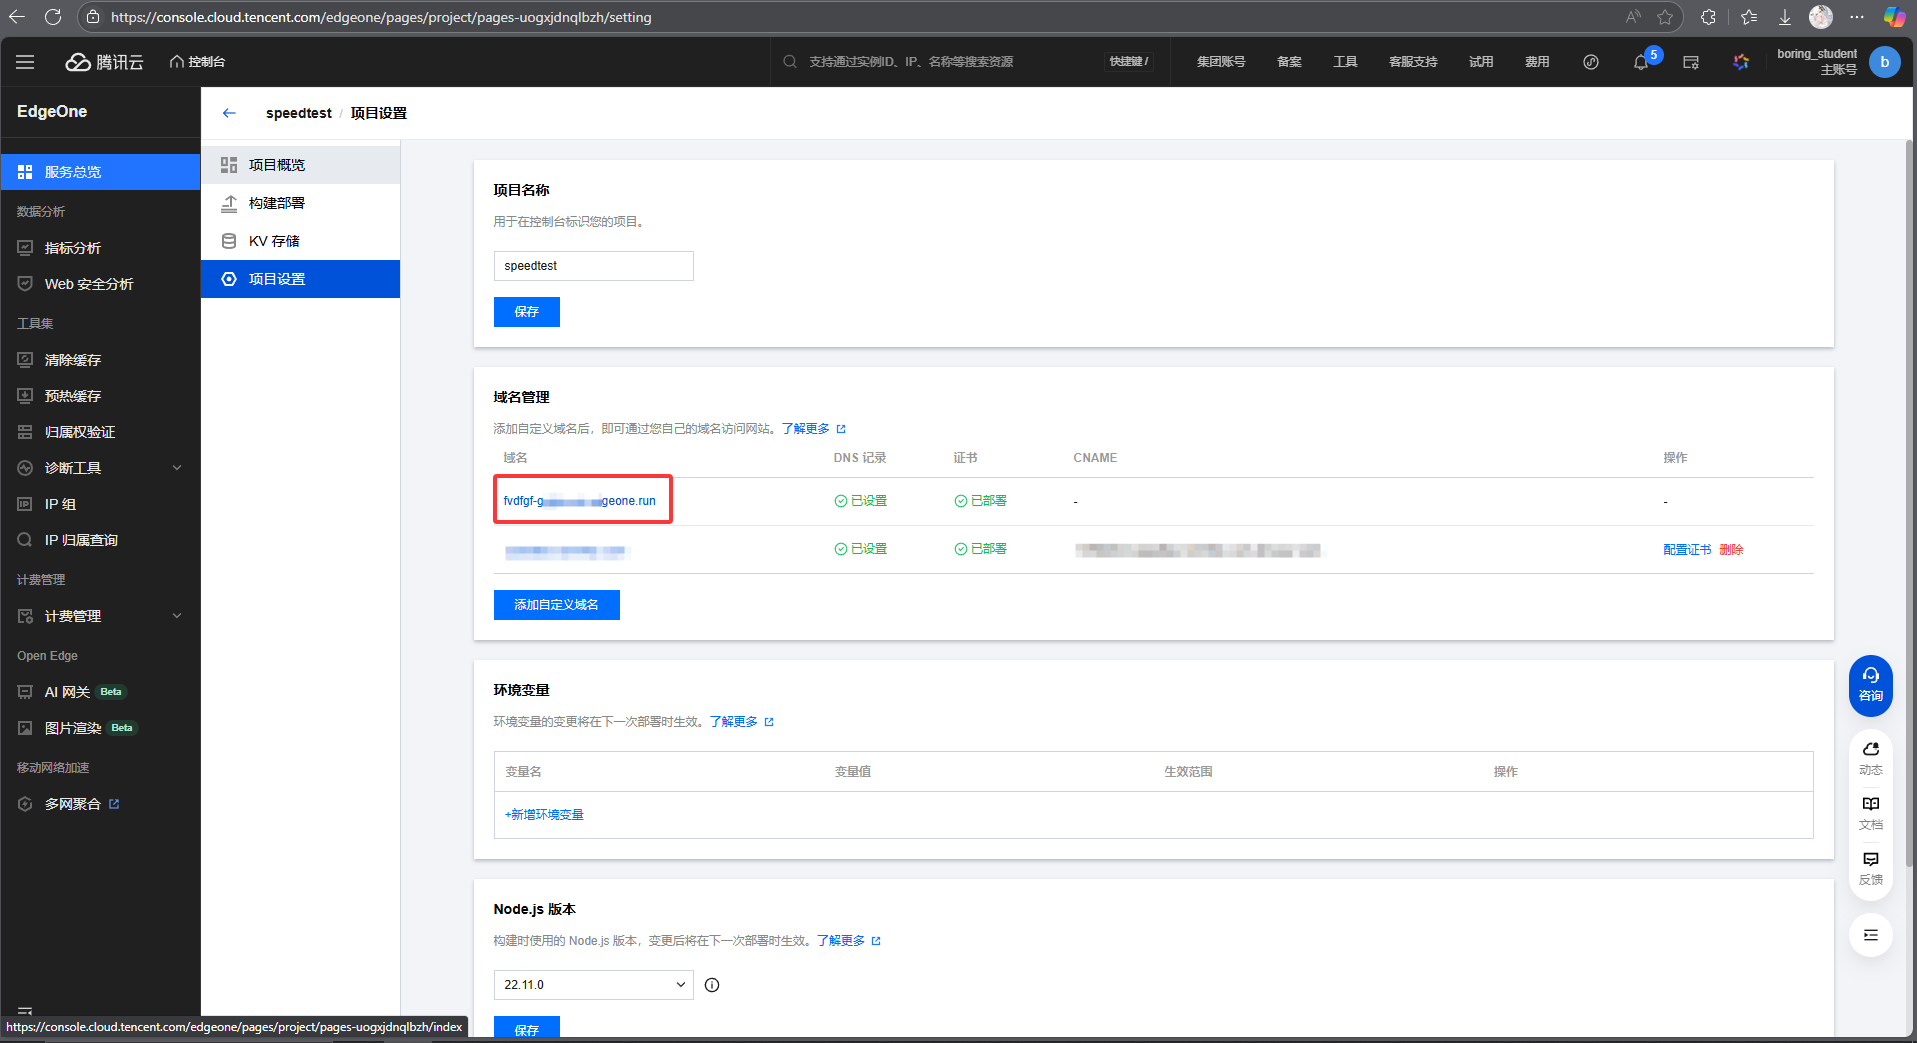 https://console.cloud.tencent.com/edgeone/pages/project/pages-uogxjdnqlbzh/setting
腾讯云
控制台
支持通过实例ID、IP、名称等搜索资源
快捷键 /
集团账号
备案
工具
客服支持
试用
费用
5
boring_student
主账号
b
EdgeOne
speedtest / 项目设置
服务总览
数据分析
指标分析
Web 安全分析
工具集
清除缓存
预热缓存
归属权验证
诊断工具
IP 组
IP 归属查询
计费管理
计费管理
Open Edge
AI 网关 Beta
图片渲染 Beta
移动网络加速
多网聚合
项目概览
构建部署
KV 存储
项目设置
项目名称
用于在控制台标识您的项目。
speedtest
保存
域名管理
添加自定义域名后，即可通过您自己的域名访问网站。了解更多
域名 DNS 记录 证书 CNAME 操作
fvdfgf-g geone.run 已设置 已部署 - -
已设置 已部署 配置证书 删除
添加自定义域名
环境变量
环境变量的变更将在下一次部署时生效。了解更多
变量名 变量值 生效范围 操作
+新增环境变量
Node.js 版本
构建时使用的 Node.js 版本，变更后将在下一次部署时生效。了解更多
22.11.0
保存
咨询
动态
文档
反馈
https://console.cloud.tencent.com/edgeone/pages/project/pages-uogxjdnqlbzh/index